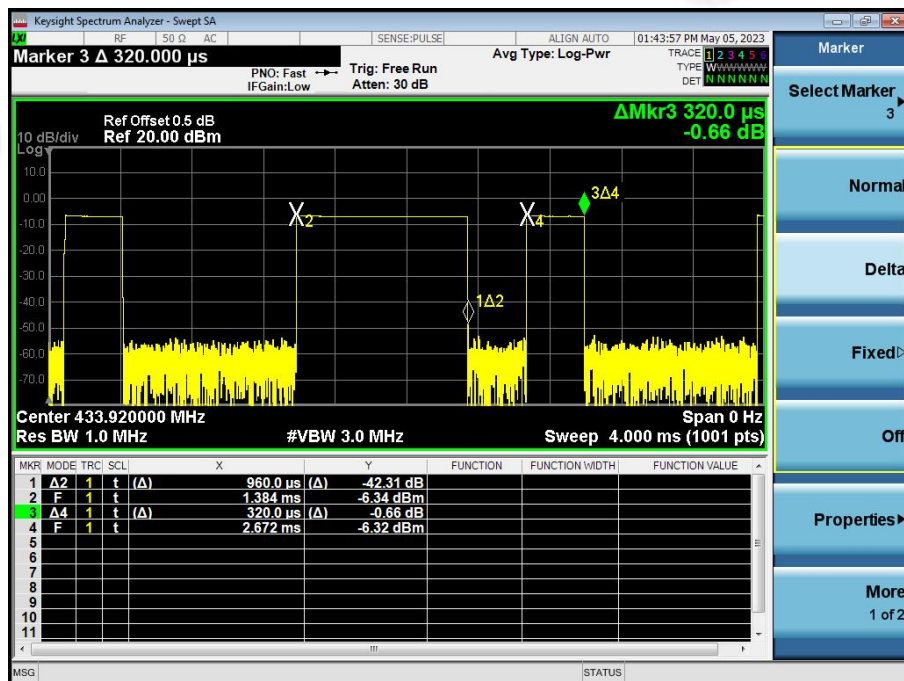 Keysight Spectrum Analyzer - Swept SA
LXI RF 50 Ω AC SENSE:PULSE ALIGN AUTO 01:43:57 PM May 05, 2023
Marker 3 Δ 320.000 µs
PNO: Fast
IFGain:Low
Trig: Free Run
Atten: 30 dB
Avg Type: Log-Pwr
TRACE 1 2 3 4 5 6
TYPE WWWWWW
DET N N N N N N
ΔMkr3 320.0 µs
-0.66 dB
Ref Offset 0.5 dB
10 dB/div Ref 20.00 dBm
Log
10.0
0.00
-10.0
-20.0
-30.0
-40.0
-50.0
-60.0
-70.0
2
1Δ2
4
3Δ4
Center 433.920000 MHz Span 0 Hz
Res BW 1.0 MHz #VBW 3.0 MHz Sweep 4.000 ms (1001 pts)
MKR MODE TRC SCL X Y FUNCTION FUNCTION WIDTH FUNCTION VALUE
1 Δ2 1 t (Δ) 960.0 µs (Δ) -42.31 dB
2 F 1 t 1.384 ms -6.34 dBm
3 Δ4 1 t (Δ) 320.0 µs (Δ) -0.66 dB
4 F 1 t 2.672 ms -6.32 dBm
5
6
7
8
9
10
11
MSG STATUS
Marker
Select Marker
3
Normal
Delta
Fixed
Off
Properties
More
1 of 2